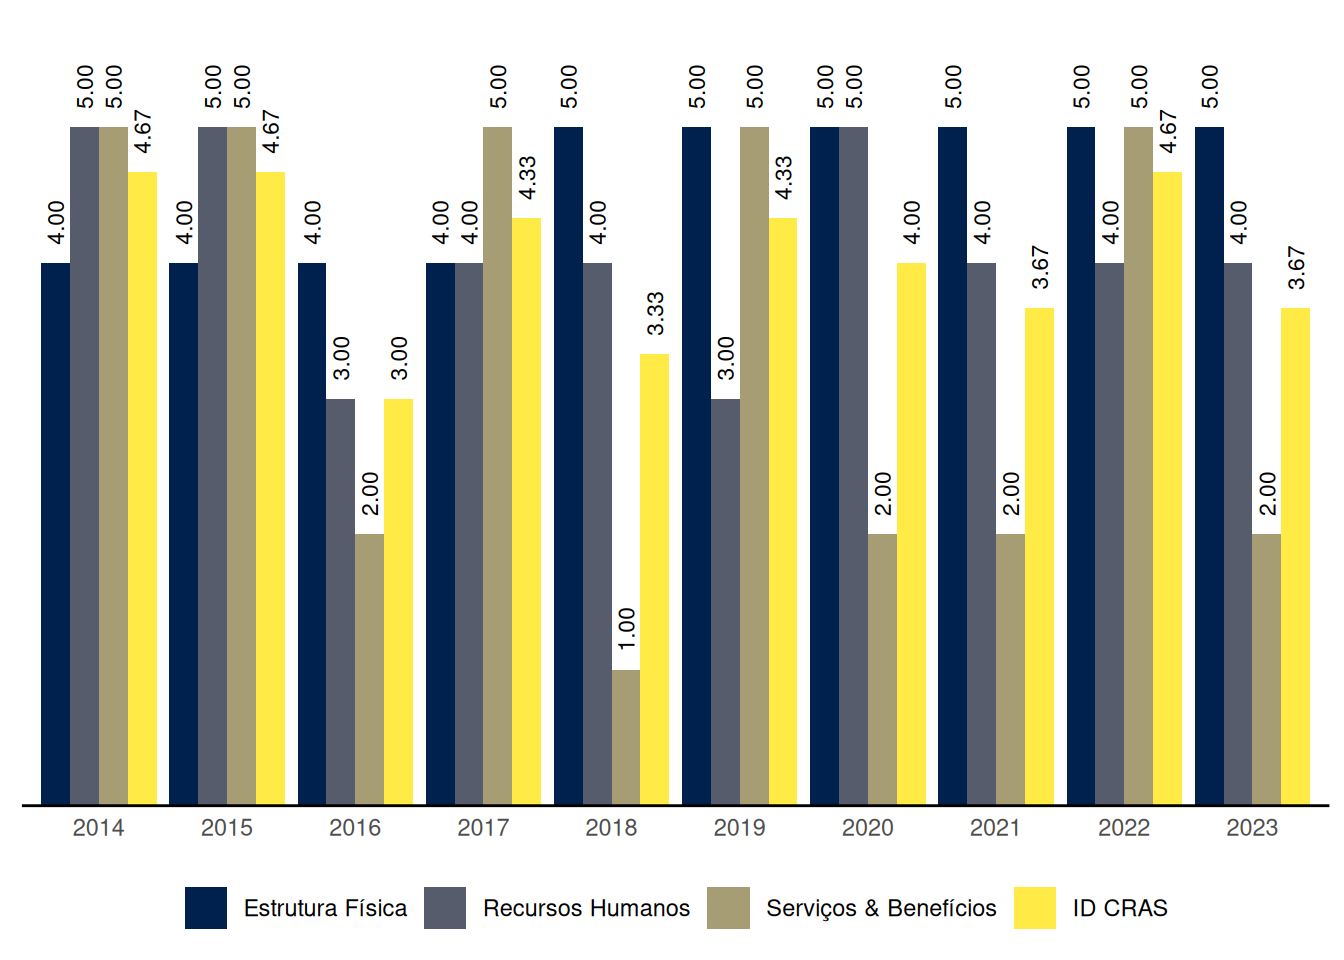 4.00 5.00 5.00 4.67
4.00 5.00 5.00 4.67
4.00 3.00 2.00 3.00
4.00 4.00 5.00 4.33
5.00 4.00 1.00 3.33
5.00 3.00 5.00 4.33
5.00 5.00 2.00 4.00
5.00 4.00 2.00 3.67
5.00 4.00 5.00 4.67
5.00 4.00 2.00 3.67
2014 2015 2016 2017 2018 2019 2020 2021 2022 2023
Estrutura Física Recursos Humanos Serviços & Benefícios ID CRAS